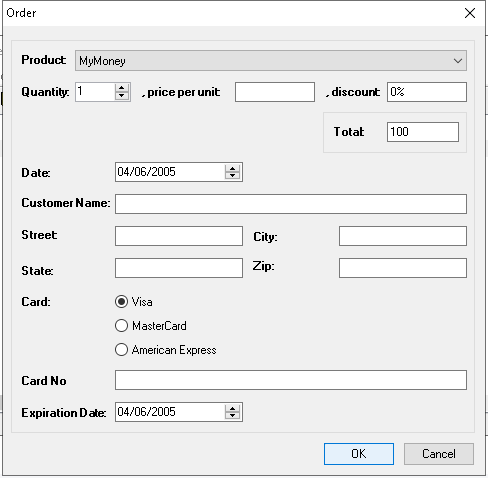 Order
Product: MyMoney
Quantity: 1 , price per unit: , discount: 0%
Total: 100
Date: 04/06/2005
Customer Name:
Street: City:
State: Zip:
Card: Visa
MasterCard
American Express
Card No
Expiration Date: 04/06/2005
OK Cancel